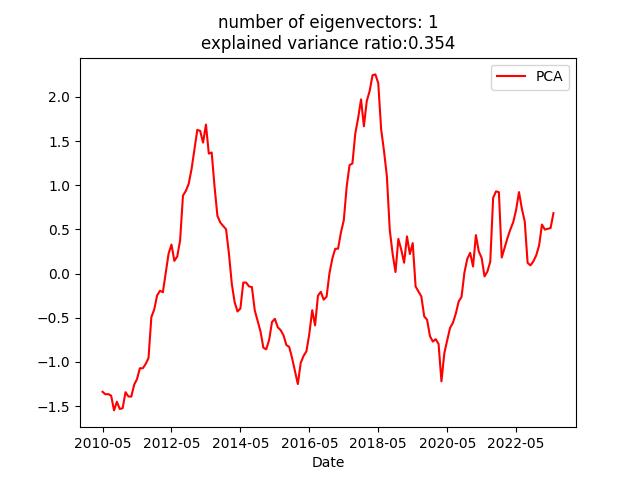 number of eigenvectors: 1
explained variance ratio:0.354
PCA
2.0
1.5
1.0
0.5
0.0
−0.5
−1.0
−1.5
2010-05 2012-05 2014-05 2016-05 2018-05 2020-05 2022-05
Date